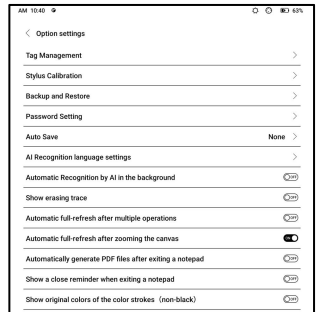 AM 10:40 63%
Option settings
Tag Management
Stylus Calibration
Backup and Restore
Password Setting
Auto Save None
AI Recognition language settings
Automatic Recognition by AI in the background OFF
Show erasing trace OFF
Automatic full-refresh after multiple operations OFF
Automatic full-refresh after zooming the canvas ON
Automatically generate PDF files after exiting a notepad OFF
Show a close reminder when exiting a notepad OFF
Show original colors of the color strokes（non-black） OFF